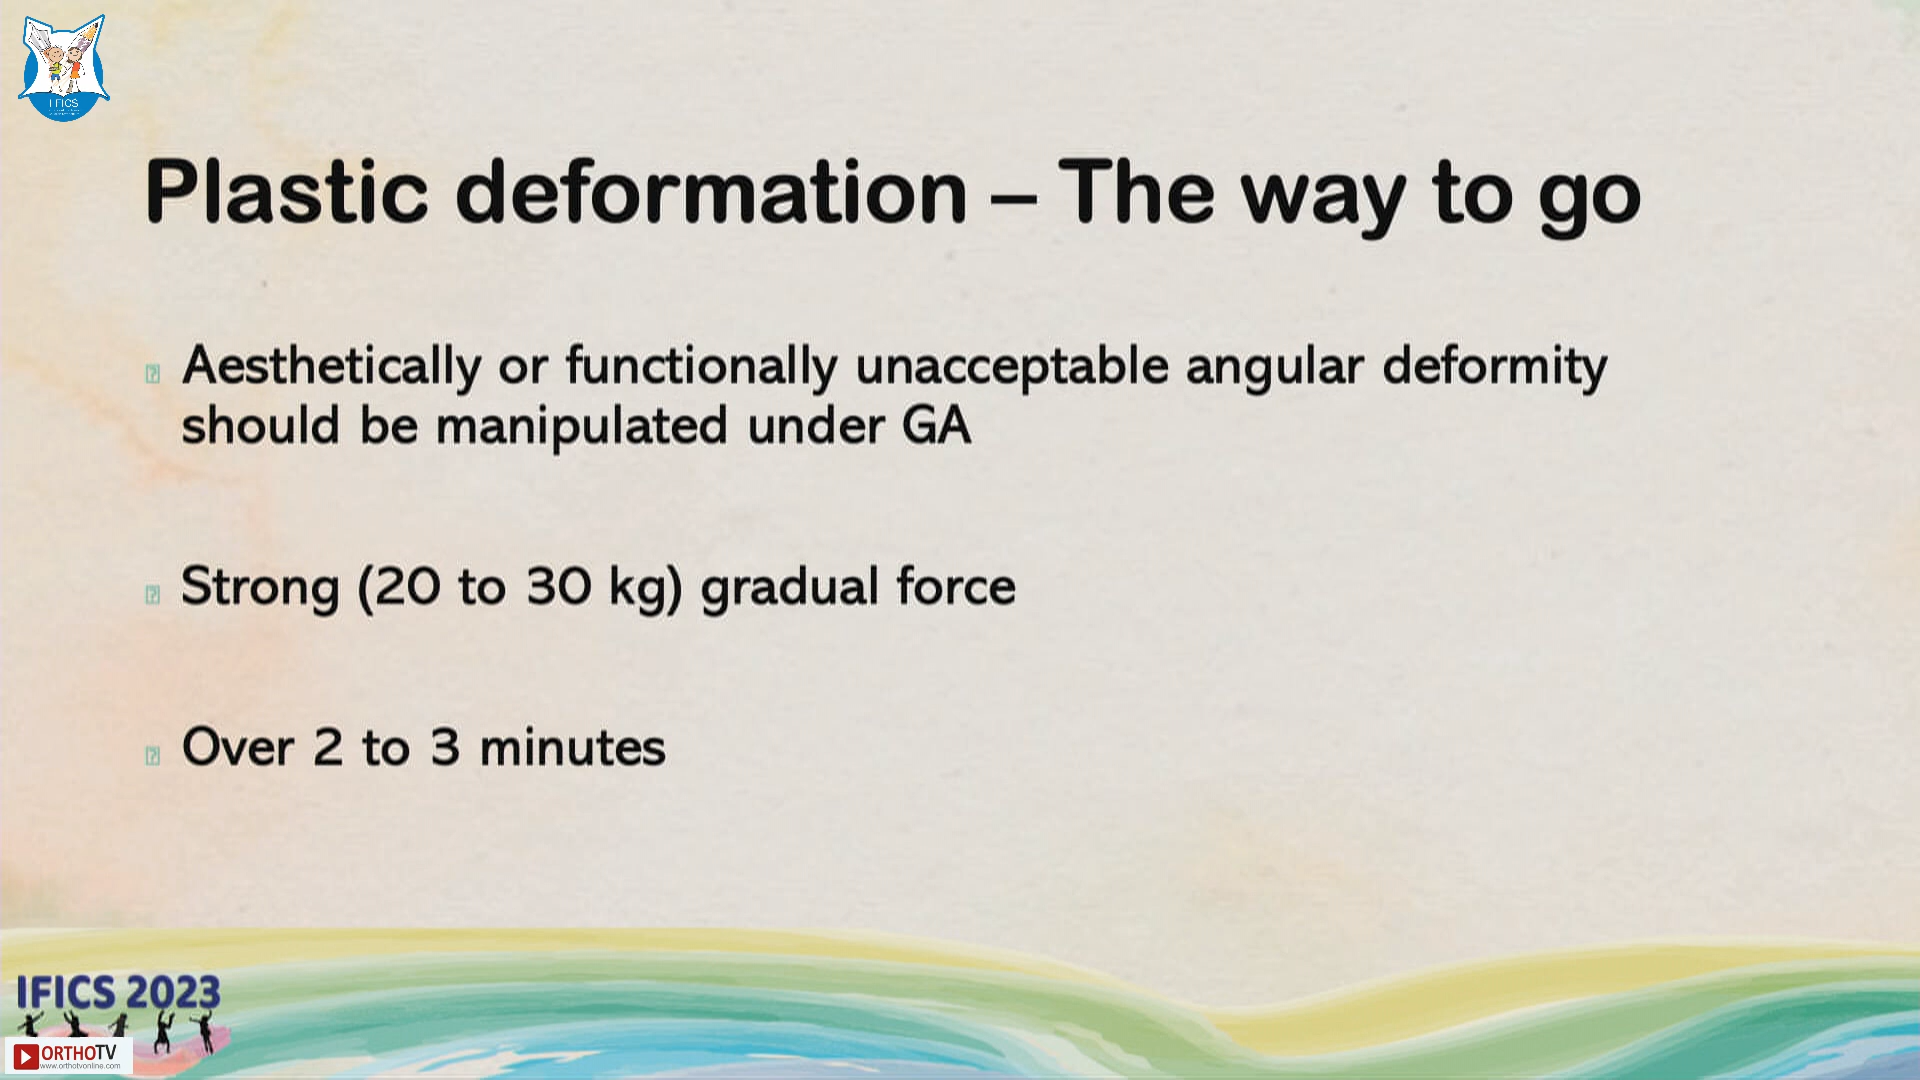 I FICS
Plastic deformation – The way to go
Aesthetically or functionally unacceptable angular deformity
should be manipulated under GA
Strong (20 to 30 kg) gradual force
Over 2 to 3 minutes
IFICS 2023
ORTHOTV
www.orthotvonline.com